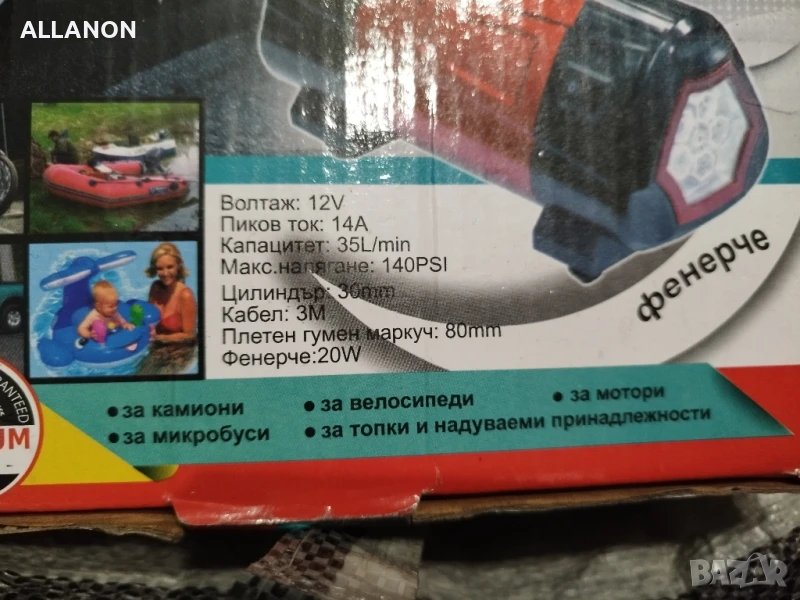 ALLANON
Волтаж: 12V
Пиков ток: 14A
Капацитет: 35L/min
Макс.налягане: 140PSI
Цилиндър: 30mm
Кабел: 3M
Плетен гумен маркуч: 80mm
Фенерче:20W
фенерче
•за камиони
•за велосипеди
•за мотори
•за микробуси
•за топки и надуваеми принадлежности
BAZAR